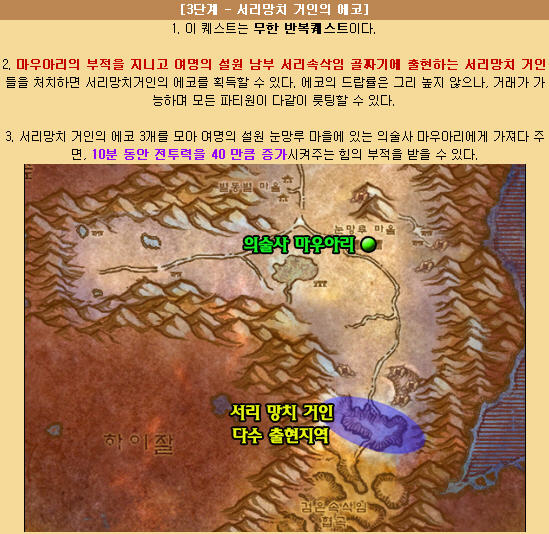 [3단계 - 서리망치 거인의 에코]
1. 이 퀘스트는 무한 반복퀘스트이다.
2. 마우아리의 부적을 지니고 여명의 설원 남부 서리속삭임 골짜기에 출현하는 서리망치 거인
들을 처치하면 서리망치거인의 에코를 획득할 수 있다. 에코의 드랍률은 그리 높지 않으나, 거래가 가
능하며 모든 파티원이 다같이 룻팅할 수 있다.
3. 서리망치 거인의 에코 3개를 모아 여명의 설원 눈망루 마을에 있는 의술사 마우아리에게 가져다 주
면, 10분 동안 전투력을 40 만큼 증가시켜주는 힘의 부적을 받을 수 있다.
별동별 마을
눈망루 마을
의술사 마우아리
서리 망치 거인
다수 출현지역
하이잘
검은속삭임
협곡